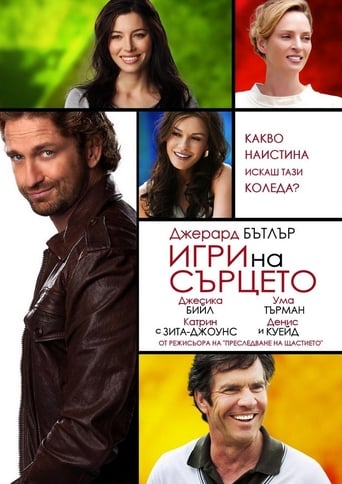 КАКВО
НАИСТИНА
ИСКАШ ТАЗИ
КОЛЕДА?
Джерард БЪТЛЪР
ИГРИ на
СЪРЦЕТО
Джесика
БИЙЛ
Ума
ТЪРМАН
Катрин
с ЗИТА-ДЖОУНС
Денис
и КУЕЙД
ОТ РЕЖИСЬОРА НА "ПРЕСЛЕДВАНЕ НА ЩАСТИЕТО"